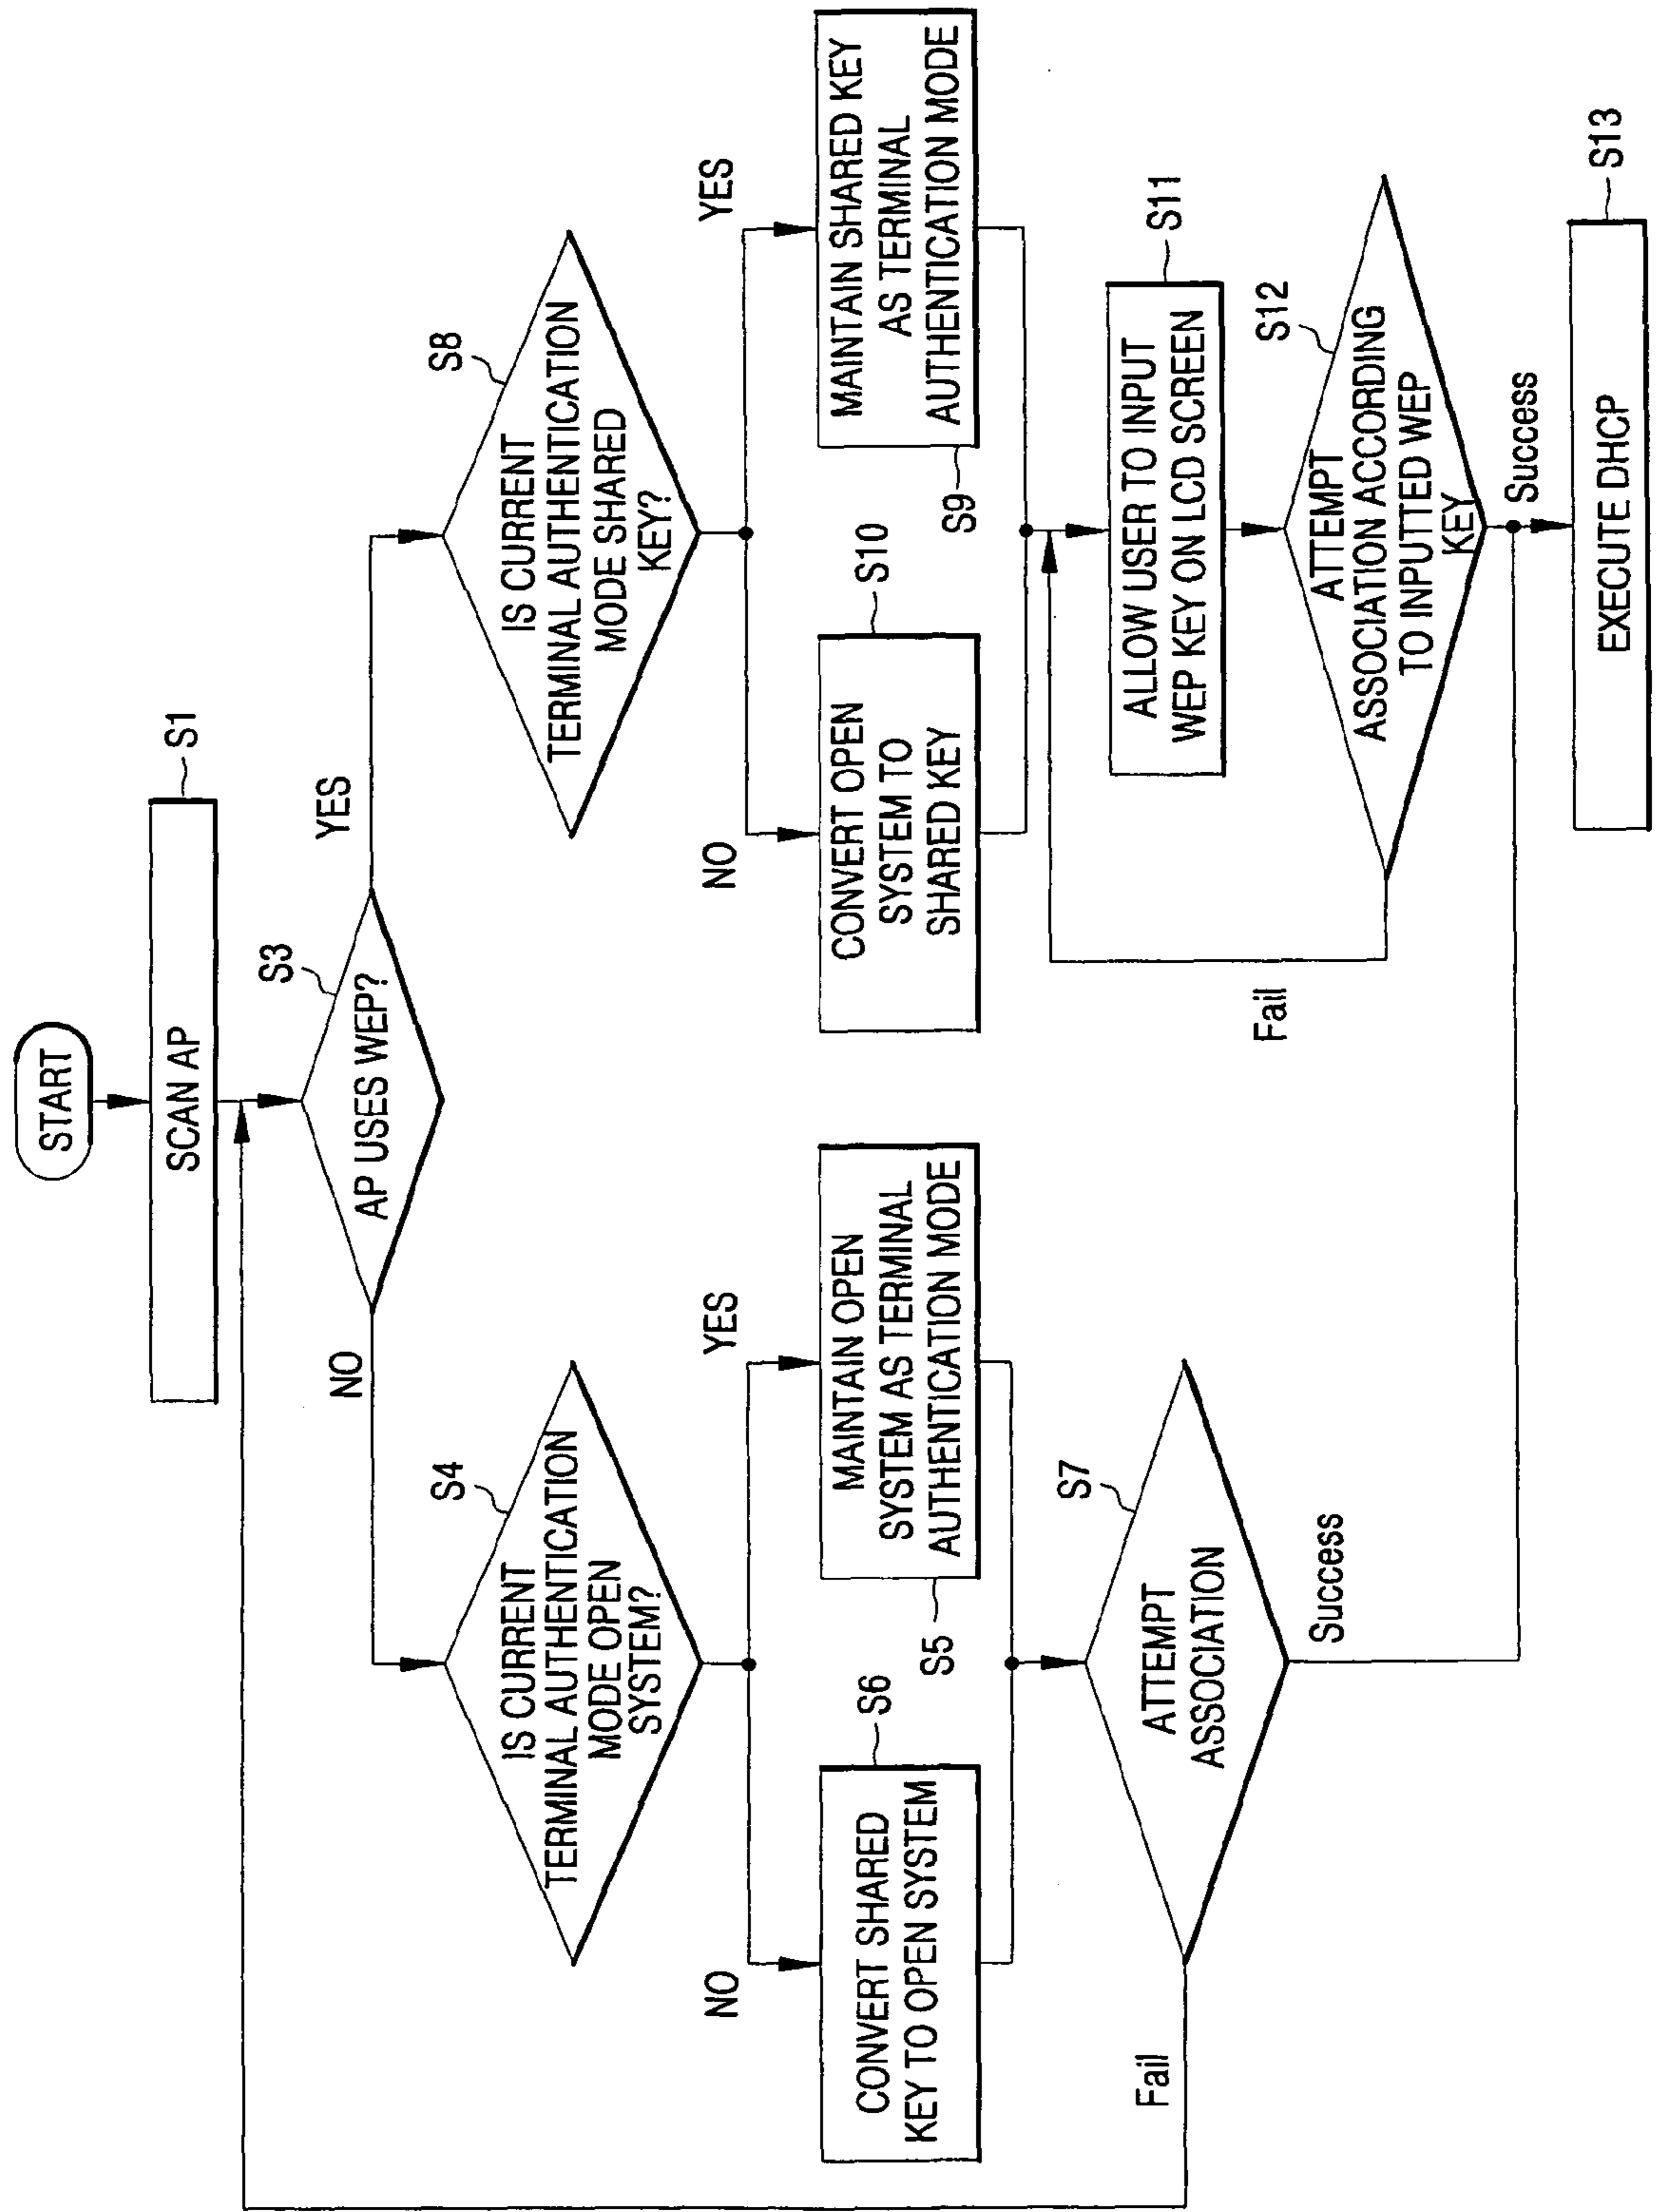 START
SCAN AP
S1
AP USES WEP?
S3
NO
YES
IS CURRENT
TERMINAL AUTHENTICATION
MODE OPEN
SYSTEM?
S4
NO
YES
CONVERT SHARED
KEY TO OPEN SYSTEM
S6
MAINTAIN OPEN
SYSTEM AS TERMINAL
AUTHENTICATION MODE
S5
ATTEMPT
ASSOCIATION
S7
Fail
Success
IS CURRENT
TERMINAL AUTHENTICATION
MODE SHARED
KEY?
S8
NO
YES
CONVERT OPEN
SYSTEM TO
SHARED KEY
S10
MAINTAIN SHARED KEY
AS TERMINAL
AUTHENTICATION MODE
S9
ALLOW USER TO INPUT
WEP KEY ON LCD SCREEN
S11
ATTEMPT
ASSOCIATION ACCORDING
TO INPUTTED WEP
KEY
S12
Fail
Success
EXECUTE DHCP
S13